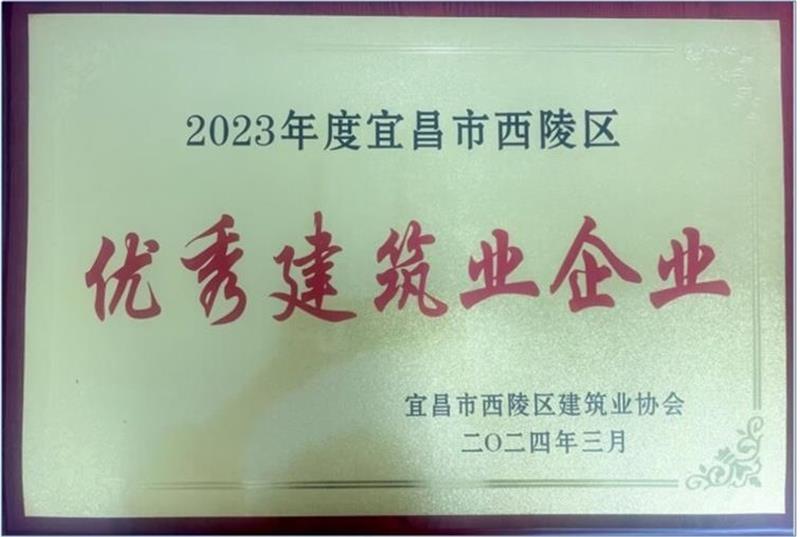 2023年度宜昌市西陵区
优秀建筑业企业
宜昌市西陵区建筑业协会
二〇二四年三月